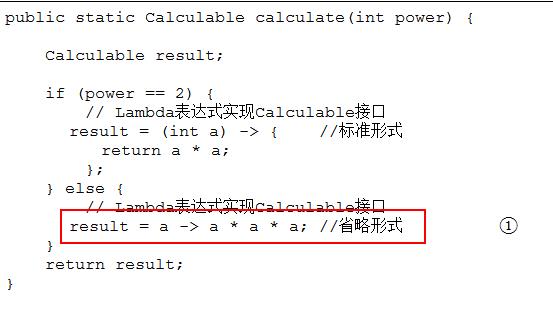 public static Calculable calculate(int power) {
Calculable result;
if (power == 2) {
// Lambda表达式实现Calculable接口
result = (int a) -> { //标准形式
return a * a;
};
} else {
// Lambda表达式实现Calculable接口
result = a -> a * a * a; //省略形式 ①
}
return result;
}